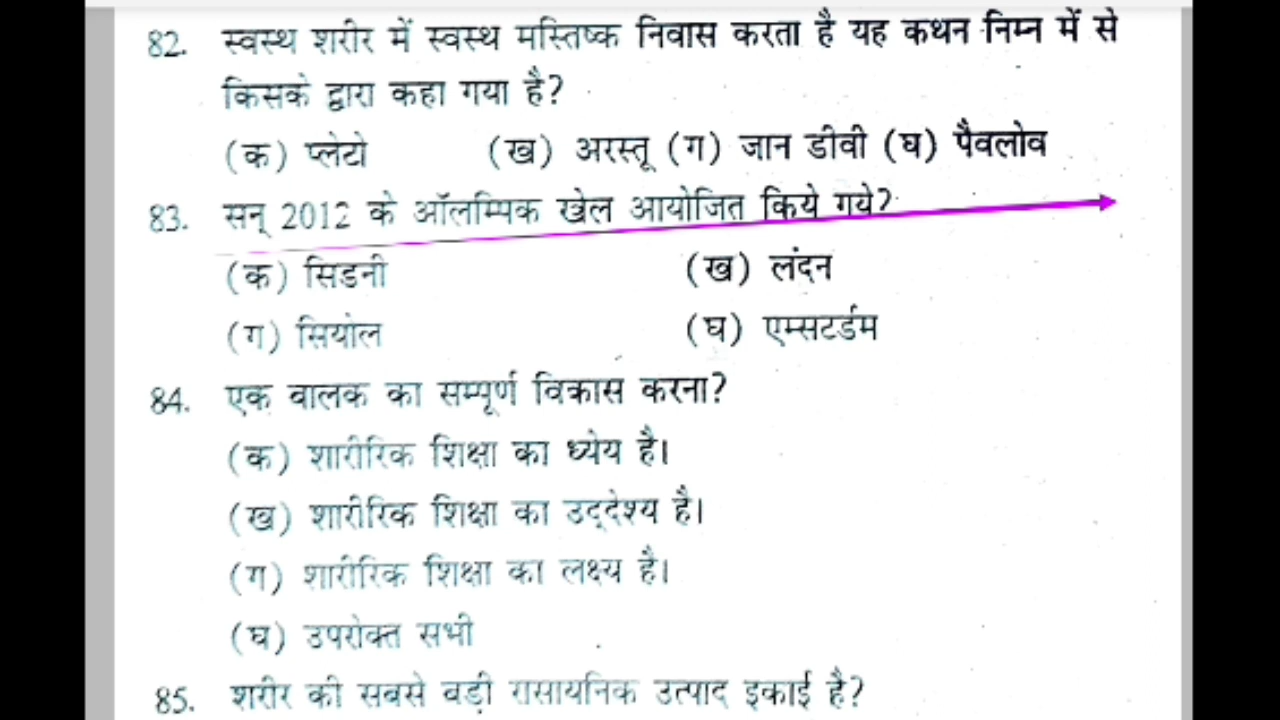 82. स्वस्थ शरीर में स्वस्थ मस्तिष्क निवास करता है यह कथन निम्न में से
किसके द्वारा कहा गया है?
(क) प्लेटो (ख) अरस्तू (ग) जान डीवी (घ) पैवलोव
83. सन् 2012 के ऑलम्पिक खेल आयोजित किये गये?
(क) सिडनी (ख) लंदन
(ग) सियोल (घ) एम्सटर्डम
84. एक बालक का सम्पूर्ण विकास करना?
(क) शारीरिक शिक्षा का ध्येय है।
(ख) शारीरिक शिक्षा का उद्देश्य है।
(ग) शारीरिक शिक्षा का लक्ष्य है।
(घ) उपरोक्त सभी
85. शरीर की सबसे बड़ी रासायनिक उत्पाद इकाई है?